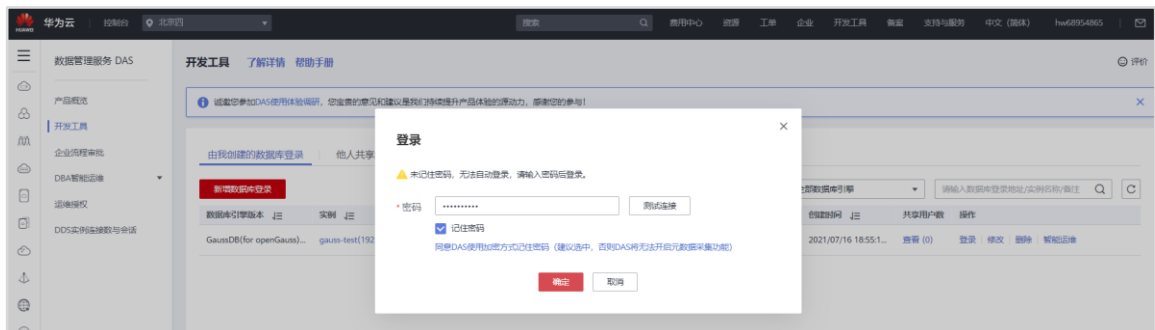 HUAWEI 华为云 控制台 北京四 搜索 费用中心 资源 工单 企业 开发工具 备案 支持与服务 中文 (简体) hw68954865
数据管理服务 DAS
开发工具 了解详情 帮助手册 评价
产品概览
诚邀您参加DAS使用体验调研，您宝贵的意见和建议是我们持续提升产品体验的源动力，感谢您的参与！
开发工具
企业流程审批
DBA智能运维
运维授权
DDS实例连接数与会话
由我创建的数据库登录 他人共享
新增数据库登录 全部数据库引擎 请输入数据库登录地址/实例名称/备注
数据库引擎版本 实例 创建时间 共享用户数 操作
GaussDB(for openGauss)... gauss-test(192 2021/07/16 18:55:1... 查看 (0) 登录 修改 删除 智能运维
登录
未记住密码，无法自动登录，请输入密码后登录。
* 密码 •••••••••• 测试连接
记住密码
同意DAS使用加密方式记住密码（建议选中，否则DAS将无法开启元数据采集功能）
确定 取消